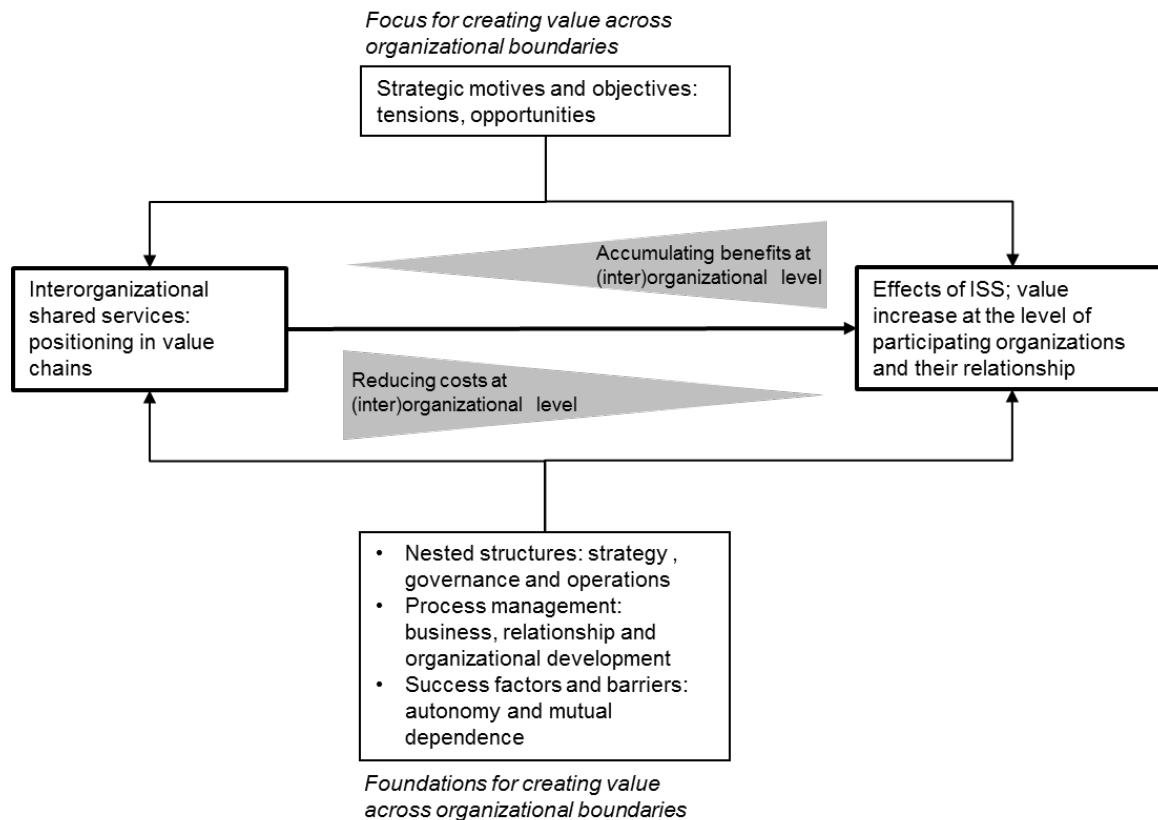 Focus for creating value across
organizational boundaries
Strategic motives and objectives:
tensions, opportunities
Accumulating benefits at
(inter)organizational level
Interorganizational
shared services:
positioning in value
chains
Effects of ISS; value
increase at the level of
participating organizations
and their relationship
Reducing costs at
(inter)organizational level
• Nested structures: strategy ,
governance and operations
• Process management:
business, relationship and
organizational development
• Success factors and barriers:
autonomy and mutual
dependence
Foundations for creating value
across organizational boundaries